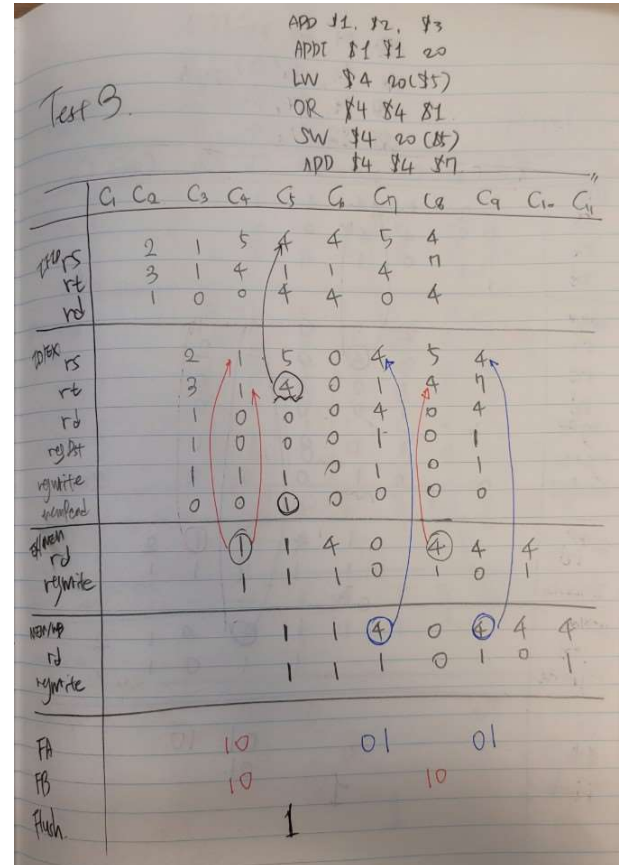 ADD $1, $2, $3
ADDI $1 $1 20
LW $4 20($5)
Test 3.
OR $4 $4 $1
SW $4 20($5)
ADD $4 $4 $7
C1 C2 C3 C4 C5 C6 C7 C8 C9 C10 C11
IF/ID rs 2 1 5 4 4 5 4
rt 3 1 4 1 1 4 7
rd 1 0 0 4 4 0 4
ID/EX rs 2 1 5 0 4 5 4
rt 3 1 4 0 1 4 7
rd 1 0 0 0 4 0 4
regDst 1 0 0 0 1 0 1
regwrite 1 1 1 0 1 0 1
memread 0 0 1 0 0 0 0
EX/MEM
rd 1 1 4 0 4 4 4
regwrite 1 1 1 0 1 0 1
MEM/WB 1 1 4 0 4 4 4
rd 1 1 1 0 1 0 1
regwrite
FA 10 01 01
FB 10 10
Flush. 1